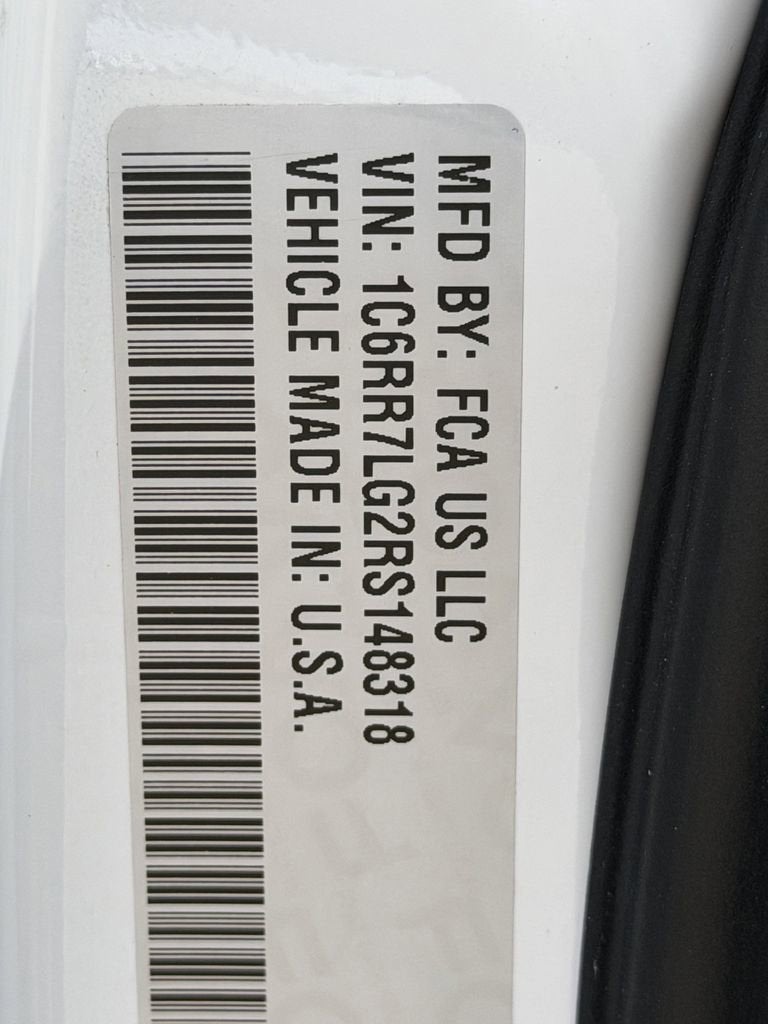 MFD BY: FCA US LLC
VIN: 1C6RR7LG2RS148318
VEHICLE MADE IN: U.S.A.